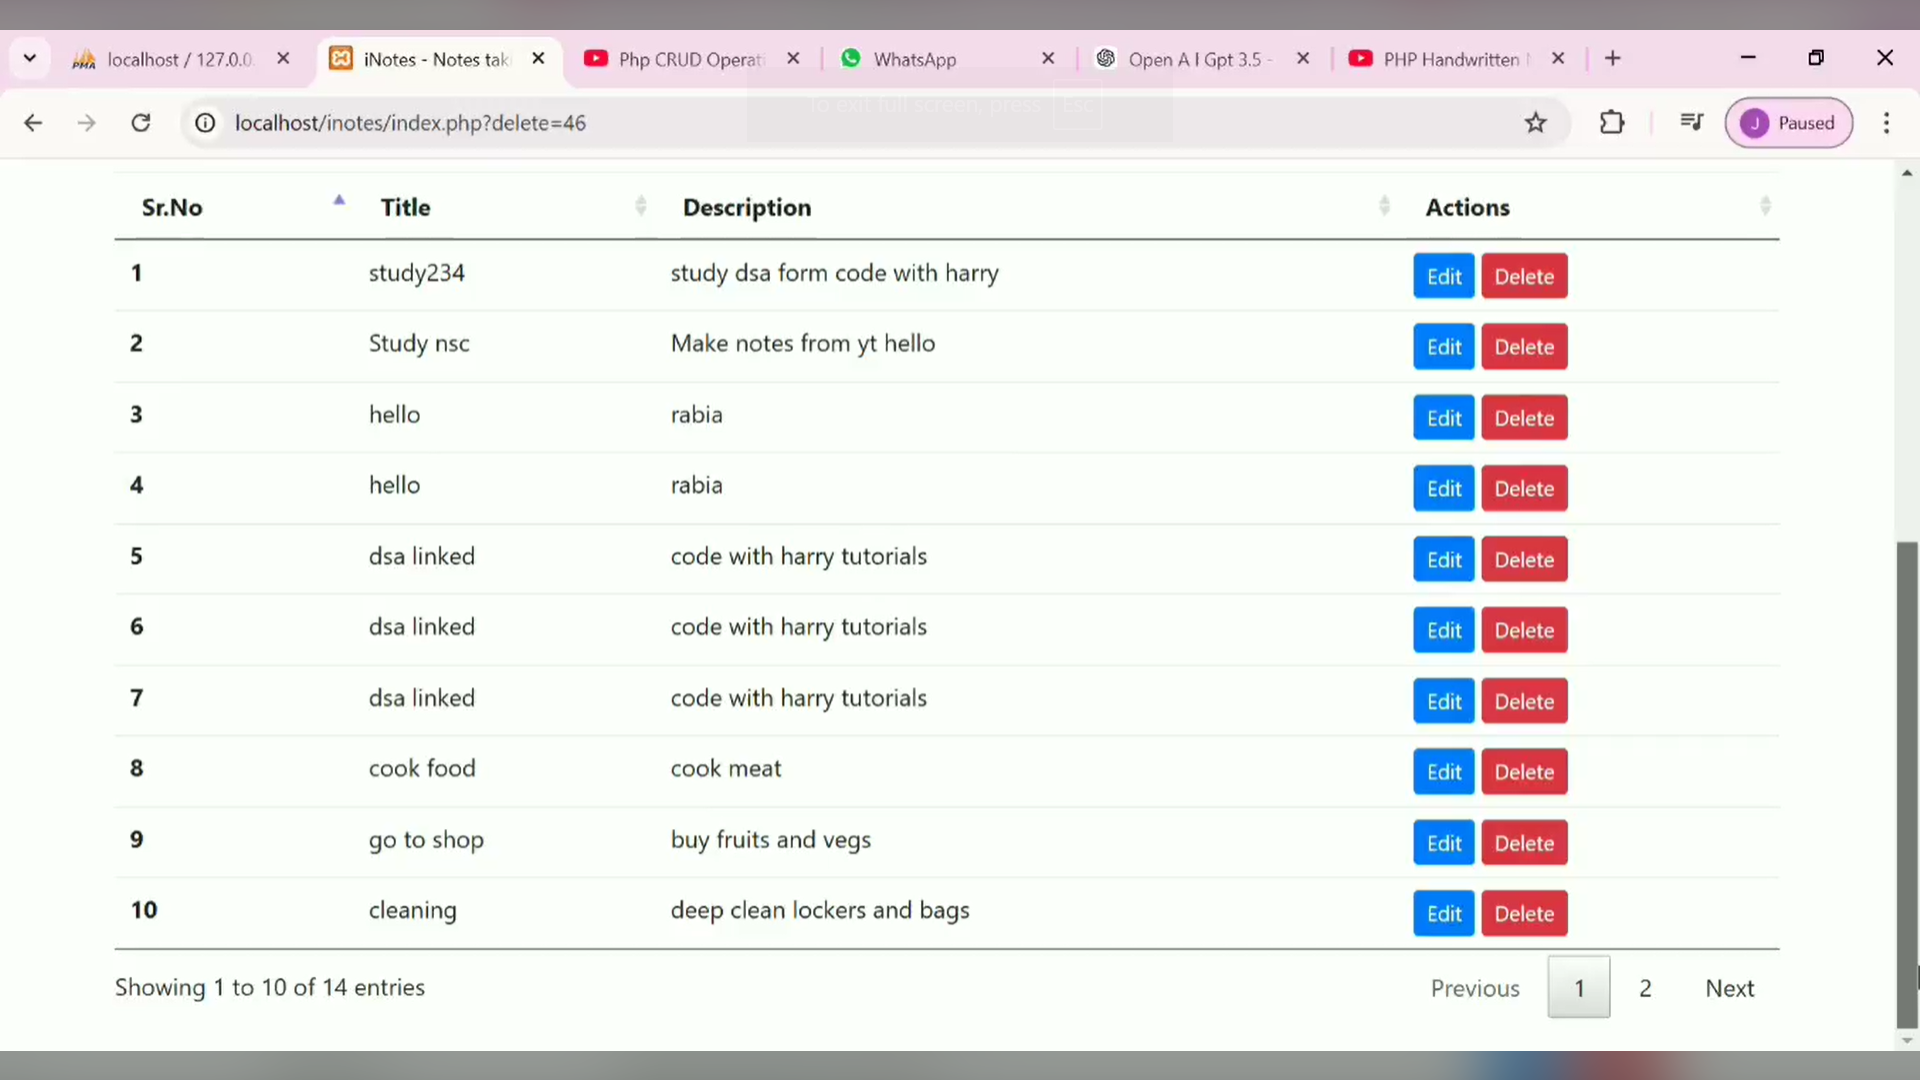 localhost / 127.0.0.
iNotes - Notes tak
Php CRUD Operat
WhatsApp
Open A I Gpt 3.5 -
PHP Handwritten
To exit full screen, press Esc
localhost/inotes/index.php?delete=46
J Paused
Sr.No Title Description Actions
1 study234 study dsa form code with harry Edit Delete
2 Study nsc Make notes from yt hello Edit Delete
3 hello rabia Edit Delete
4 hello rabia Edit Delete
5 dsa linked code with harry tutorials Edit Delete
6 dsa linked code with harry tutorials Edit Delete
7 dsa linked code with harry tutorials Edit Delete
8 cook food cook meat Edit Delete
9 go to shop buy fruits and vegs Edit Delete
10 cleaning deep clean lockers and bags Edit Delete
Showing 1 to 10 of 14 entries Previous 1 2 Next